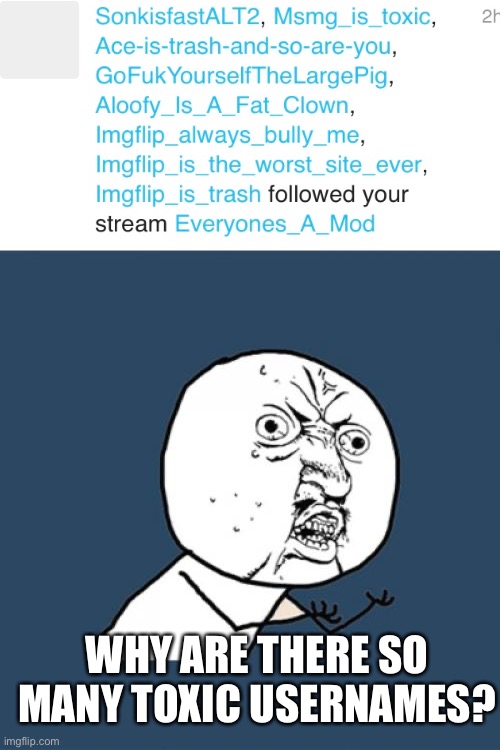 SonkisfastALT2, Msmg_is_toxic,
2h
Ace-is-trash-and-so-are-you,
GoFukYourselfTheLargePig,
Aloofy_Is_A_Fat_Clown,
Imgflip_always_bully_me,
Imgflip_is_the_worst_site_ever,
Imgflip_is_trash followed your
stream Everyones_A_Mod
WHY ARE THERE SO
MANY TOXIC USERNAMES?
imgflip.com